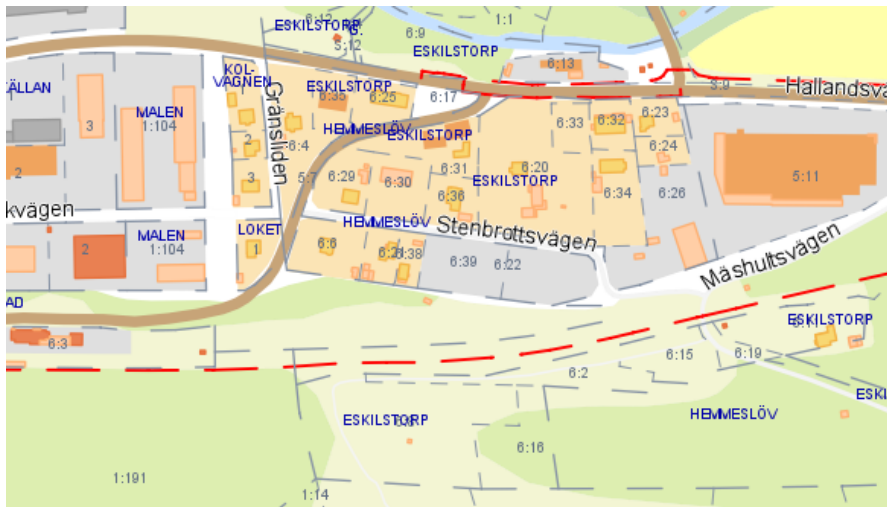 6:12
ESKILSTORP
6:
5:12
6:9
1:1
ESKILSTORP
6:13
KOL-
VAGNEN
ESKILSTORP
6:35
6:25
6:17
3:9
Hallandsvä
ÄLLAN
MALEN
1:104
3
Gränsliden
HEMMESLÖV
ESKILSTORP
6:33
6:32
6:23
2
6:4
6:24
2
3
5:7
6:29
6:30
6:31
6:36
6:20
ESKILSTORP
6:34
6:26
5:11
kvägen
LOKET
1
HEMMESLÖV
Stenbrottsvägen
MALEN
1:104
2
6:6
6:38
6:39
6:22
Mäshultsvägen
AD
6:3
ESKILSTORP
6:15
6:19
6:2
ESKI
ESKILSTORP
HEMMESLÖV
6:16
1:191
1:14